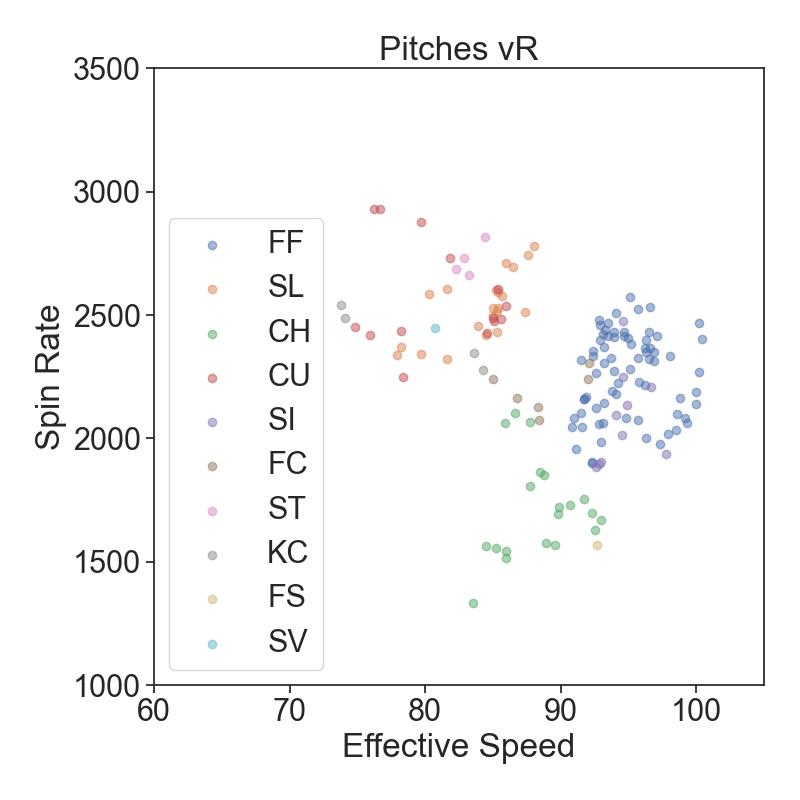 Pitches vR
3500
3000
2500
2000
1500
1000
Spin Rate
FF
SL
CH
CU
SI
FC
ST
KC
FS
SV
60 70 80 90 100
Effective Speed